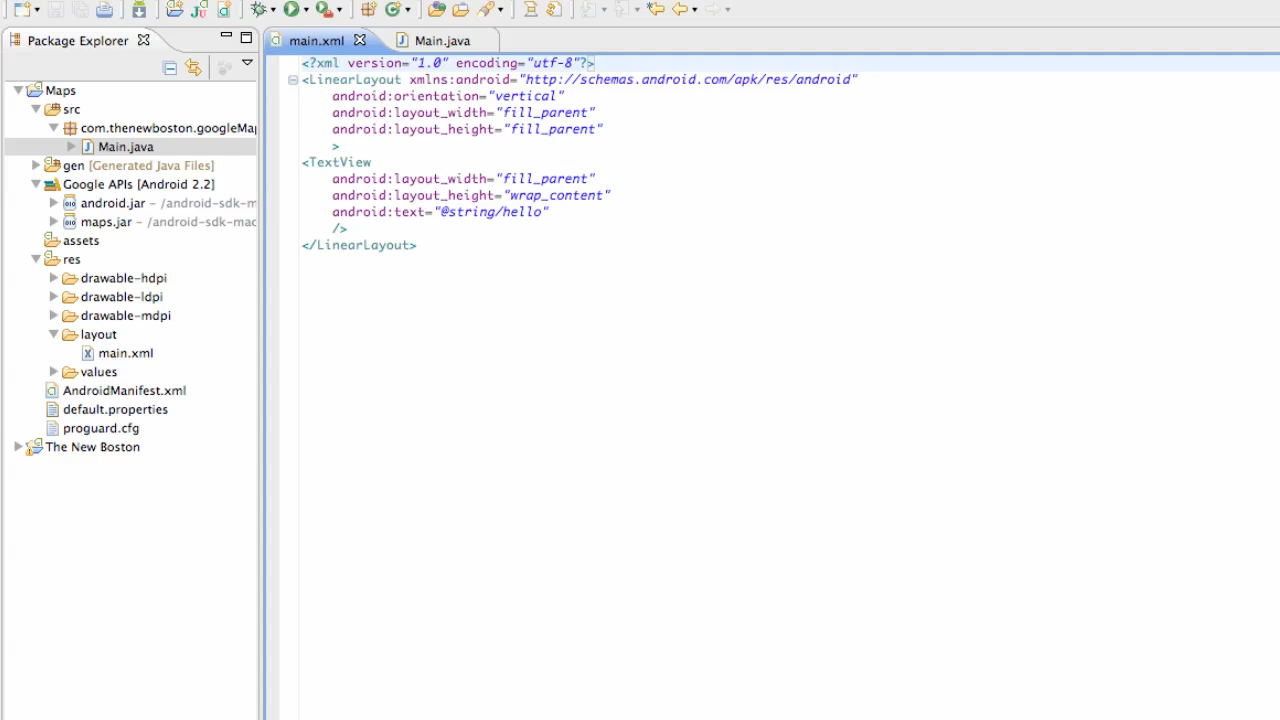 Package Explorer
Maps
src
com.thenewboston.googleMap
Main.java
gen [Generated Java Files]
Google APIs [Android 2.2]
android.jar - /android-sdk-m
maps.jar - /android-sdk-mac
assets
res
drawable-hdpi
drawable-ldpi
drawable-mdpi
layout
main.xml
values
AndroidManifest.xml
default.properties
proguard.cfg
The New Boston
main.xml
Main.java
<?xml version="1.0" encoding="utf-8"?>
<LinearLayout xmlns:android="http://schemas.android.com/apk/res/android"
android:orientation="vertical"
android:layout_width="fill_parent"
android:layout_height="fill_parent"
>
<TextView
android:layout_width="fill_parent"
android:layout_height="wrap_content"
android:text="@string/hello"
/>
</LinearLayout>